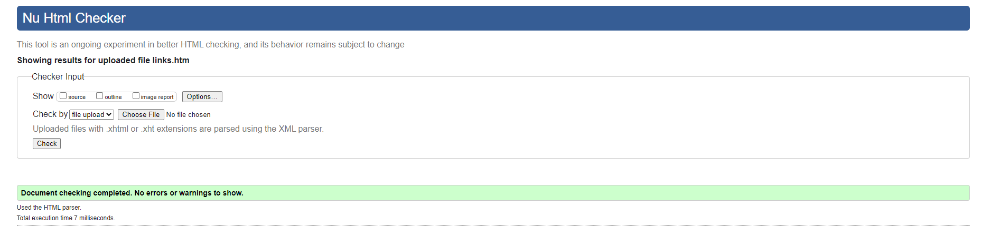 Nu Html Checker
This tool is an ongoing experiment in better HTML checking, and its behavior remains subject to change
Showing results for uploaded file links.htm
Checker Input
Show source outline image report Options...
Check by file upload Choose File No file chosen
Uploaded files with .xhtml or .xht extensions are parsed using the XML parser.
Check
Document checking completed. No errors or warnings to show.
Used the HTML parser.
Total execution time 7 milliseconds.